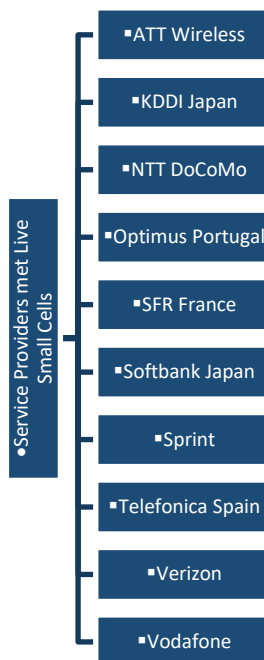 •Service Providers met Live
Small Cells
▪ATT Wireless
▪KDDI Japan
▪NTT DoCoMo
▪Optimus Portugal
▪SFR France
▪Softbank Japan
▪Sprint
▪Telefonica Spain
▪Verizon
▪Vodafone